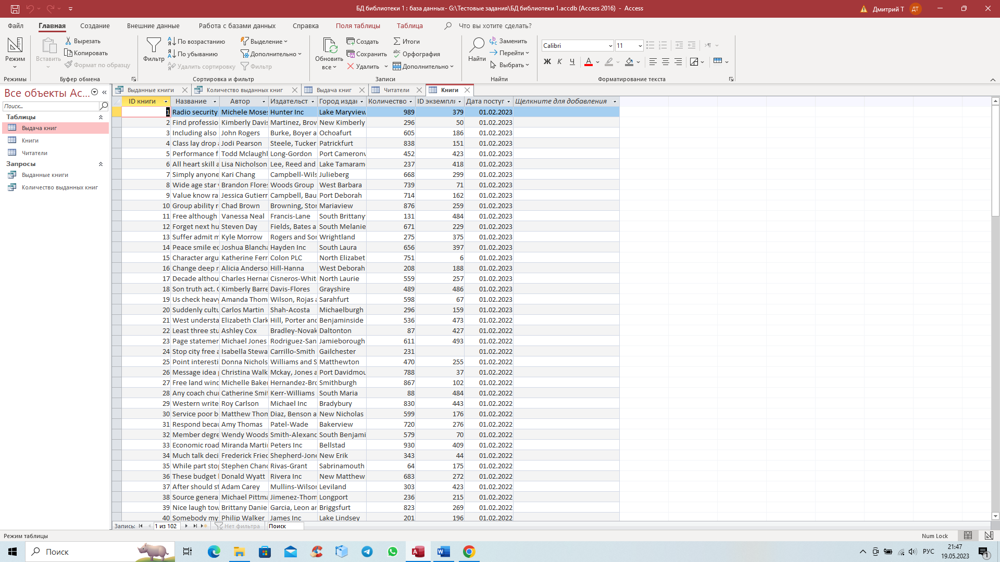 БД библиотеки 1 : база данных- G:\Тестовые задания\БД библиотеки 1.accdb (Access 2016)  -  Access
Дмитрий Т
ДТ
Файл Главная Создание Внешние данные Работа с базами данных Справка Поля таблицы Таблица Что вы хотите сделать?
Режим
Режимы
Вставить
Вырезать
Копировать
Формат по образцу
Буфер обмена
Фильтр
По возрастанию
По убыванию
Удалить сортировку
Выделение
Дополнительно
Фильтр
Сортировка и фильтр
Обновить все
Создать
Сохранить
Удалить
Итоги
Орфография
Дополнительно
Записи
Найти
Заменить
Перейти
Выбрать
Найти
Calibri 11
Ж К Ч
Форматирование текста
Все объекты Ac...
Поиск...
Таблицы
Выдача книг
Книги
Читатели
Запросы
Выданные книги
Количество выданных книг
Выданные книги Количество выданных книг Выдача книг Читатели Книги
ID книги Название Автор Издательст Город издан Количество ID экземпля Дата поступ Щелкните для добавления
1 Radio security Michele Moses Hunter Inc Lake Maryview 989 379 01.02.2023
2 Find professio Kimberly Davis Martinez, Brow New Kimberly 296 50 01.02.2023
3 Including also John Rogers Burke, Boyer a Ochoafurt 605 186 01.02.2023
4 Class lay drop a Jodi Pearson Steele, Tucker Patrickfurt 838 151 01.02.2023
5 Performance f Todd Mclaughl Long-Gordon Port Cameronv 452 423 01.02.2023
6 All heart skill a Lisa Nicholson Lee, Reed and Lake Tamaram 237 418 01.02.2023
7 Simply anyone Kari Chang Campbell-Wils Julieberg 668 299 01.02.2023
8 Wide age star w Brandon Flores Woods Group West Barbara 739 71 01.02.2023
9 Value know ra Jessica Gutierr Campbell, Bau Port Deborah 714 162 01.02.2023
10 Group ability r Chad Brown Browning, Stor Mariaview 876 259 01.02.2023
11 Free although Vanessa Neal Francis-Lane South Brittany 131 484 01.02.2023
12 Forget next hu Steven Day Fields, Bates a South Melanie 671 229 01.02.2023
13 Suffer admit m Kyle Morrow Rogers and Sor Wrightland 275 375 01.02.2023
14 Peace smile ec Joshua Blancha Hayden Inc South Laura 656 397 01.02.2023
15 Character argu Katherine Ferr Colon PLC North Elizabet 751 6 01.02.2023
16 Change deep r Alicia Anderso Hill-Hanna West Deborah 208 188 01.02.2023
17 Decade althou Charles Hernar Cisneros-Whit North Laurie 559 257 01.02.2023
18 Son truth act. C Kimberly Barre Davis-Flores Grayshire 489 486 01.02.2023
19 Us check heavy Amanda Thom Wilson, Rojas a Sarahfurt 598 67 01.02.2023
20 Suddenly cultu Carlos Martin Shah-Acosta Michaelburgh 296 159 01.02.2023
21 West understa Elizabeth Clark Hill, Porter and Benjaminside 536 473 01.02.2022
22 Least three stu Ashley Cox Bradley-Novak Daltonton 87 427 01.02.2022
23 Page statemer Michael Jones Rodriguez-San Jamieborough 611 493 01.02.2022
24 Stop city free a Isabella Stewa Carrillo-Smith Gailchester 231 01.02.2022
25 Point interesti Donna Nichols Williams and S Matthewton 470 255 01.02.2022
26 Message idea p Christina Walk Mckay, Jones a Port Davidmou 788 37 01.02.2022
27 Free land wind Michelle Baker Hernandez-Bro Smithburgh 867 102 01.02.2022
28 Any coach chur Catherine Smit Kerr-Williams South Maria 88 484 01.02.2022
29 Western write Roy Carlson Michael Inc Bradybury 830 443 01.02.2022
30 Service poor b Matthew Thom Diaz, Benson a New Nicholas 599 176 01.02.2022
31 Respond becau Amy Thomas Patel-Wade Bakerview 720 276 01.02.2022
32 Member degre Wendy Woods Smith-Alexand South Benjami 579 70 01.02.2022
33 Economic road Miranda Marti Peters Inc Bellstad 930 409 01.02.2022
34 Much talk deci Frederick Fried Shepherd-Jone New Erik 343 44 01.02.2022
35 While part stop Stephen Chand Rivas-Grant Sabrinamouth 64 175 01.02.2022
36 These budget Donald Wyatt Rivera Inc New Matthew 683 272 01.02.2022
37 After should st Adam Carey Mullins-Wilsor Leviland 303 423 01.02.2022
38 Source genera Michael Pittma Jimenez-Thom Longport 236 215 01.02.2022
39 Nice laugh tow Brittany Danie Garcia, Leon ar Briggsfurt 823 269 01.02.2022
40 Somebody my Philip Walker James Inc Lake Lindsey 201 196 01.02.2022
Запись: 1 из 102 Нет фильтра Поиск
Режим таблицы
Num Lock
Поиск
РУС
21:47
19.05.2023
1